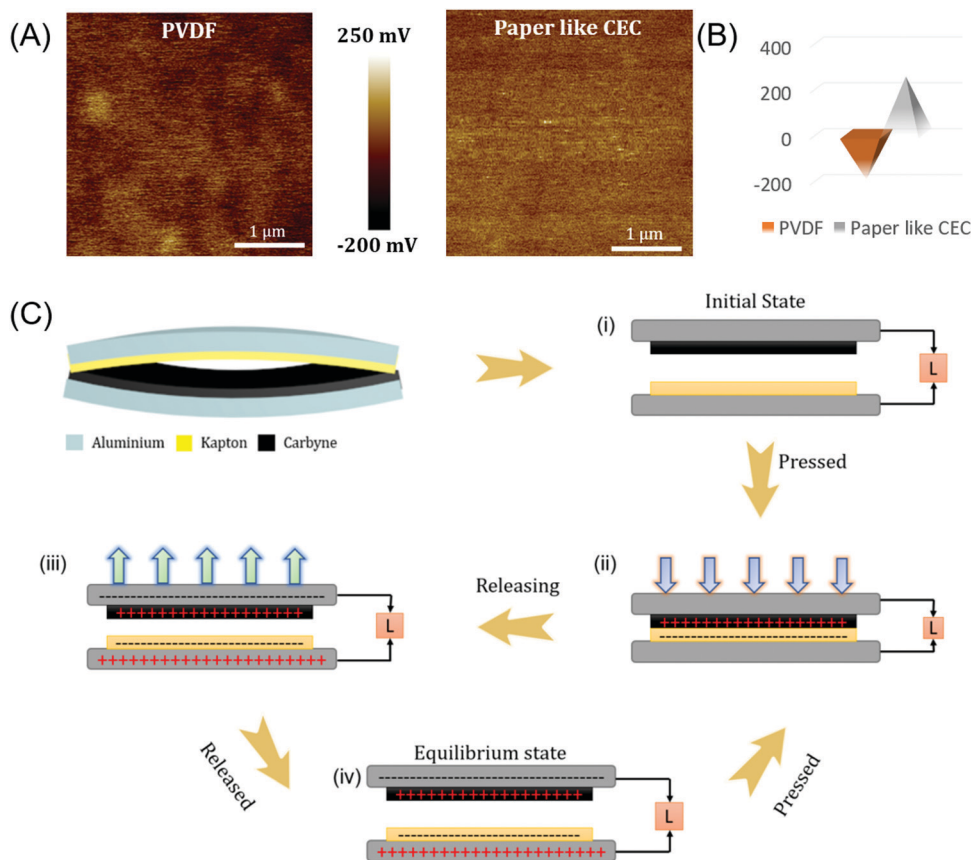 (A)
PVDF
250 mV
-200 mV
1 µm
Paper like CEC
1 µm
(B)
400
200
0
-200
PVDF Paper like CEC
(C)
Aluminium Kapton Carbyne
Initial State
(i)
L
Pressed
(ii)
+++++++++++++++++
-------------------------
L
Releasing
(iii)
-------------------------------
++++++++++++++++
----------------------
++++++++++++++++++++
L
Released
Equilibrium state
(iv)
-------------------------------
++++++++++++++++
-------------------------
+++++++++++++++++++++
L
Pressed